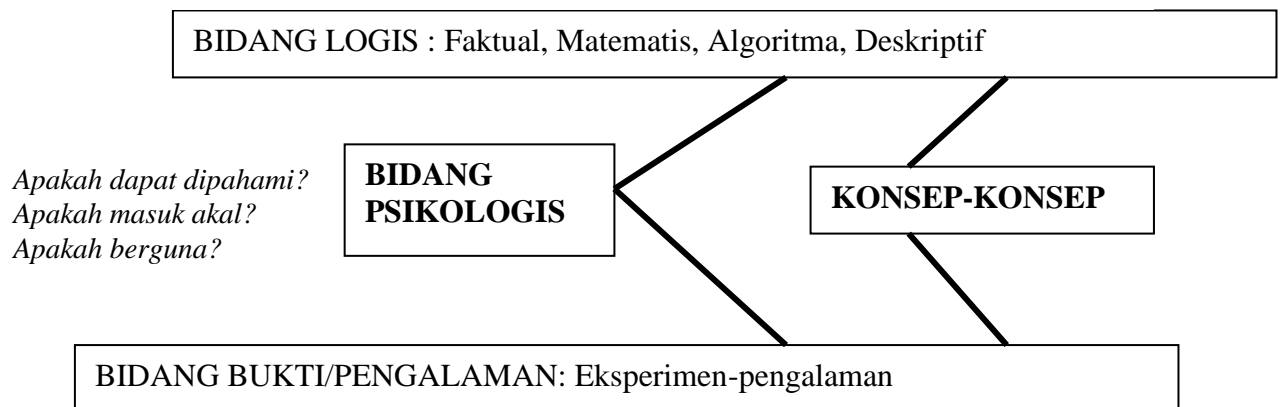 BIDANG LOGIS : Faktual, Matematis, Algoritma, Deskriptif
Apakah dapat dipahami?
Apakah masuk akal?
Apakah berguna?
BIDANG
PSIKOLOGIS
KONSEP-KONSEP
BIDANG BUKTI/PENGALAMAN: Eksperimen-pengalaman